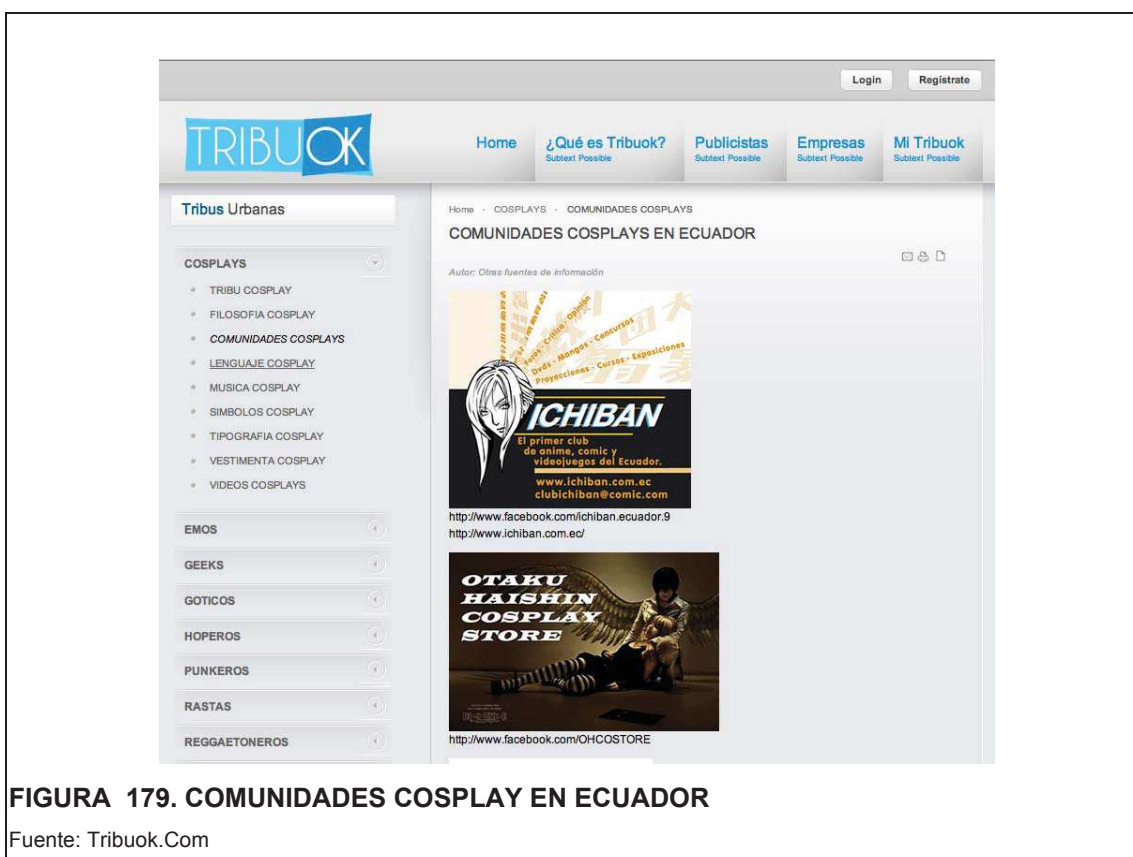 Login Regístrate
TRIBUOK
Home ¿Qué es Tribuok? Publicistas Empresas Mi Tribuok
Subtext Possible Subtext Possible Subtext Possible Subtext Possible
Tribus Urbanas
COSPLAYS
TRIBU COSPLAY
FILOSOFIA COSPLAY
COMUNIDADES COSPLAYS
LENGUAJE COSPLAY
MUSICA COSPLAY
SIMBOLOS COSPLAY
TIPOGRAFIA COSPLAY
VESTIMENTA COSPLAY
VIDEOS COSPLAYS
EMOS
GEEKS
GOTICOS
HOPEROS
PUNKEROS
RASTAS
REGGAETONEROS
Home - COSPLAYS - COMUNIDADES COSPLAYS
COMUNIDADES COSPLAYS EN ECUADOR
Autor: Otras fuentes de información
Foros - Crítica - Opinión
Dvds - Mangas - Concursos
Proyecciones - Cursos - Exposiciones
ICHIBAN
El primer club
de anime, comic y
videojuegos del Ecuador.
www.ichiban.com.ec
clubichiban@comic.com
http://www.facebook.com/ichiban.ecuador.9
http://www.ichiban.com.ec/
OTAKU
HAISHIN
COSPLAY
STORE
http://www.facebook.com/OHCOSTORE
FIGURA 179. COMUNIDADES COSPLAY EN ECUADOR
Fuente: Tribuok.Com